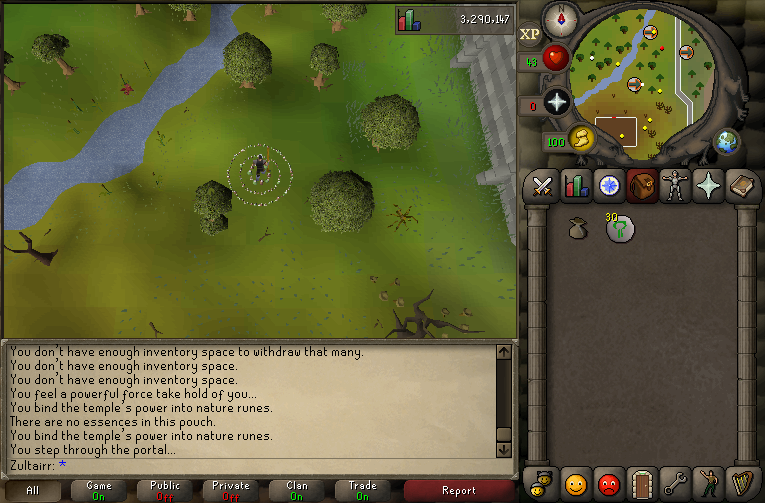 3,290,147
XP
43
0
100
30
You don't have enough inventory space to withdraw that many.
You don't have enough inventory space.
You don't have enough inventory space.
You feel a powerful force take hold of you...
You bind the temple's power into nature runes.
There are no essences in this pouch.
You bind the temple's power into nature runes.
You step through the portal...
Zultairr: *
All
Game
On
Public
Off
Private
Off
Clan
On
Trade
On
Report